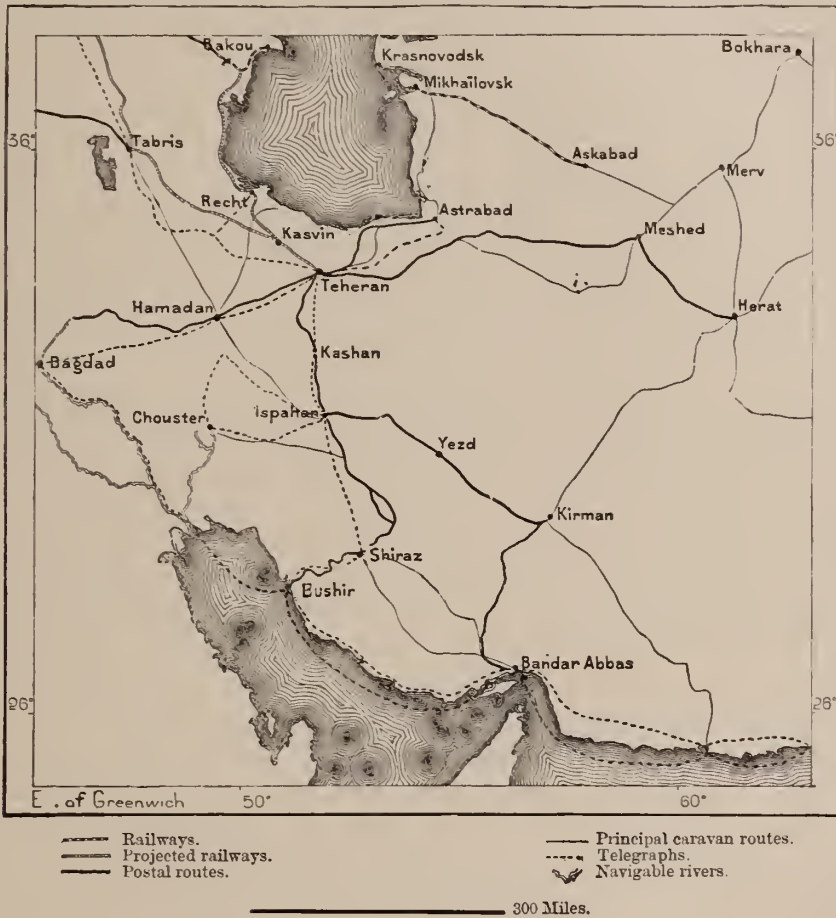 Bakou
Krasnovodsk
Bokhara
Mikhaïlovsk
36°
36°
Tabris
Askabad
Merv
Recht
Astrabad
Kasvin
Meshed
Teheran
Hamadan
Herat
Bagdad
Kashan
Chouster
Ispahan
Yezd
Kirman
Shiraz
Bushir
Bandar Abbas
26°
26°
E . of Greenwich
50°
60°
Railways.
Projected railways.
Postal routes.
Principal caravan routes.
Telegraphs.
Navigable rivers.
300 Miles.